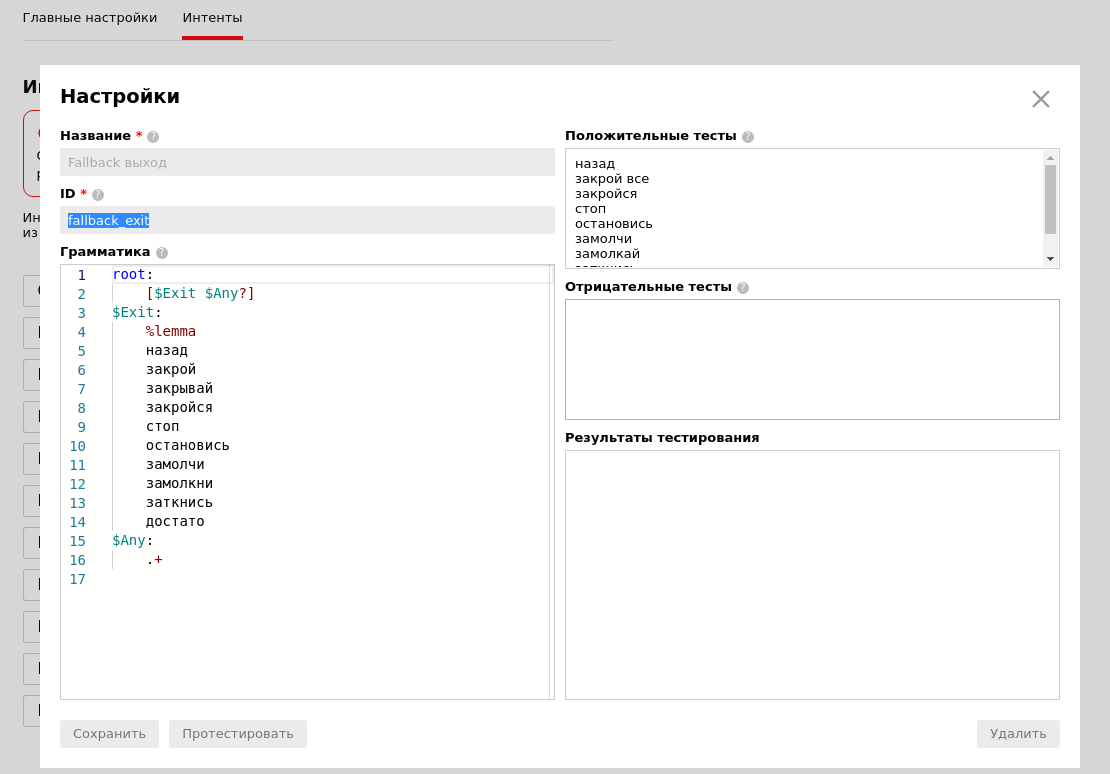 Главные настройки Интенты
Настройки
Название * ?
Fallback выход
ID * ?
fallback_exit
Грамматика ?
1 root:
2 [$Exit $Any?]
3 $Exit:
4 %lemma
5 назад
6 закрой
7 закрывай
8 закройся
9 стоп
10 остановись
11 замолчи
12 замолкни
13 заткнись
14 достато
15 $Any:
16 .+
17
Положительные тесты ?
назад
закрой все
закройся
стоп
остановись
замолчи
замолкай
Отрицательные тесты ?
Результаты тестирования
Сохранить Протестировать Удалить